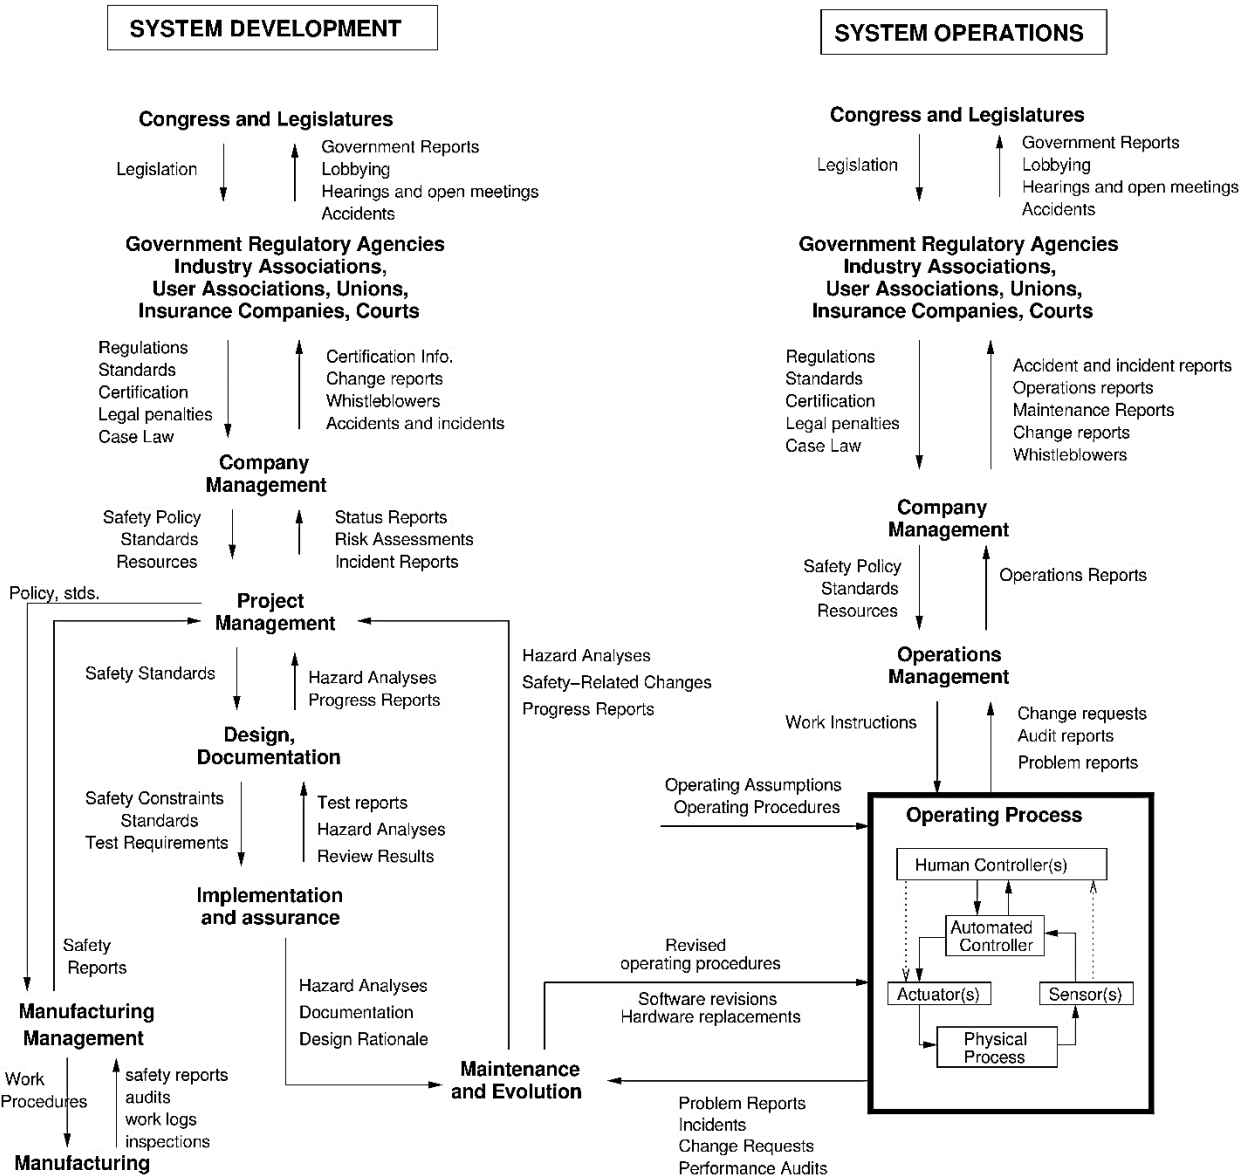 SYSTEM DEVELOPMENT
Congress and Legislatures
Legislation
Government Reports
Lobbying
Hearings and open meetings
Accidents
Government Regulatory Agencies
Industry Associations,
User Associations, Unions,
Insurance Companies, Courts
Regulations
Standards
Certification
Legal penalties
Case Law
Certification Info.
Change reports
Whistleblowers
Accidents and incidents
Company
Management
Safety Policy
Standards
Resources
Status Reports
Risk Assessments
Incident Reports
Policy, stds.
Project
Management
Safety Standards
Hazard Analyses
Progress Reports
Hazard Analyses
Safety-Related Changes
Progress Reports
Design,
Documentation
Safety Constraints
Standards
Test Requirements
Test reports
Hazard Analyses
Review Results
Implementation
and assurance
Safety
Reports
Hazard Analyses
Documentation
Design Rationale
Manufacturing
Management
Work
Procedures
safety reports
audits
work logs
inspections
Manufacturing
Maintenance
and Evolution
SYSTEM OPERATIONS
Congress and Legislatures
Legislation
Government Reports
Lobbying
Hearings and open meetings
Accidents
Government Regulatory Agencies
Industry Associations,
User Associations, Unions,
Insurance Companies, Courts
Regulations
Standards
Certification
Legal penalties
Case Law
Accident and incident reports
Operations reports
Maintenance Reports
Change reports
Whistleblowers
Company
Management
Safety Policy
Standards
Resources
Operations Reports
Operations
Management
Work Instructions
Change requests
Audit reports
Problem reports
Operating Assumptions
Operating Procedures
Operating Process
Human Controller(s)
Automated
Controller
Actuator(s)
Sensor(s)
Physical
Process
Revised
operating procedures
Software revisions
Hardware replacements
Problem Reports
Incidents
Change Requests
Performance Audits